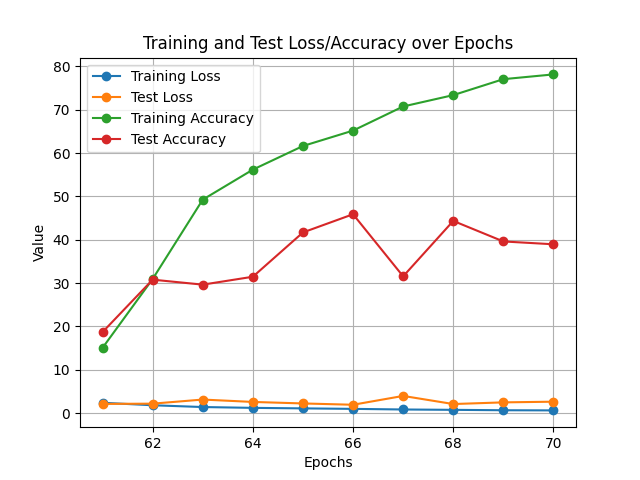 Training and Test Loss/Accuracy over Epochs
Training Loss
Test Loss
Training Accuracy
Test Accuracy
Value
80
70
60
50
40
30
20
10
0
62
64
66
68
70
Epochs